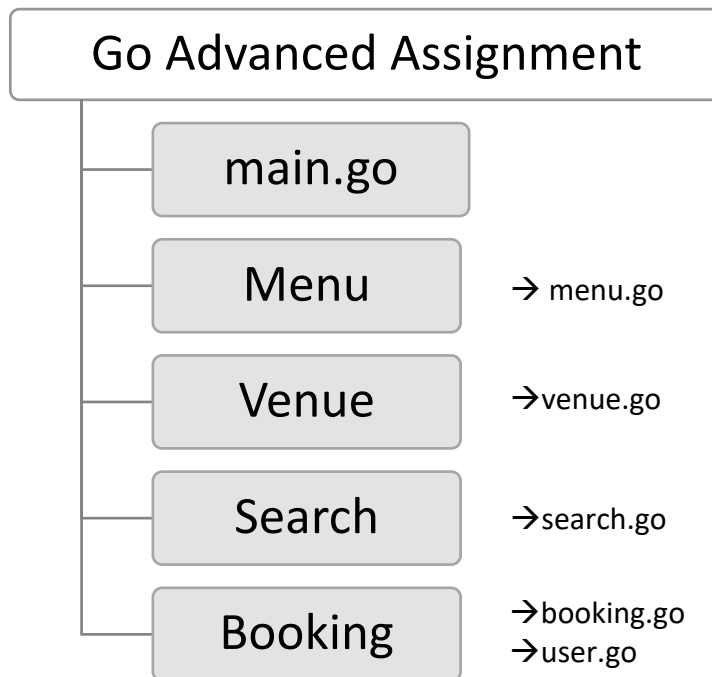 Go Advanced Assignment
main.go
Menu
→ menu.go
Venue
→venue.go
Search
→search.go
Booking
→booking.go
→user.go